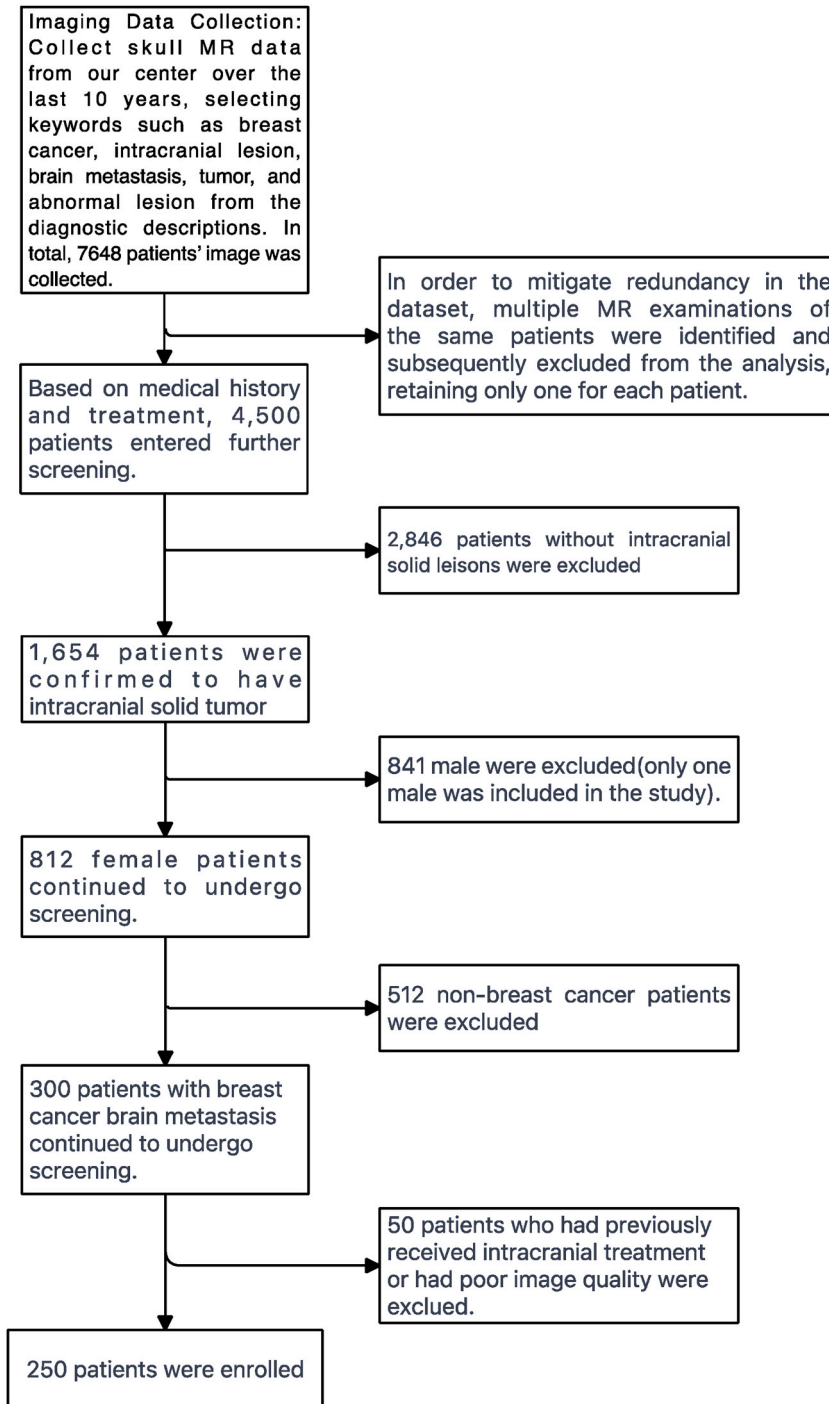 Imaging Data Collection:
Collect skull MR data
from our center over the
last 10 years, selecting
keywords such as breast
cancer, intracranial lesion,
brain metastasis, tumor, and
abnormal lesion from the
diagnostic descriptions. In
total, 7648 patients' image was
collected.
In order to mitigate redundancy in the
dataset, multiple MR examinations of
the same patients were identified and
subsequently excluded from the analysis,
retaining only one for each patient.
Based on medical history
and treatment, 4,500
patients entered further
screening.
2,846 patients without intracranial
solid leisons were excluded
1,654 patients were
confirmed to have
intracranial solid tumor
841 male were excluded(only one
male was included in the study).
812 female patients
continued to undergo
screening.
512 non-breast cancer patients
were excluded
300 patients with breast
cancer brain metastasis
continued to undergo
screening.
50 patients who had previously
received intracranial treatment
or had poor image quality were
exclued.
250 patients were enrolled